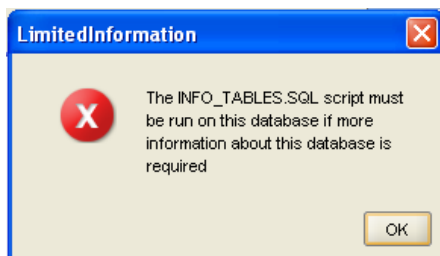 LimitedInformation
The INFO_TABLES.SQL script must
be run on this database if more
information about this database is
required
OK